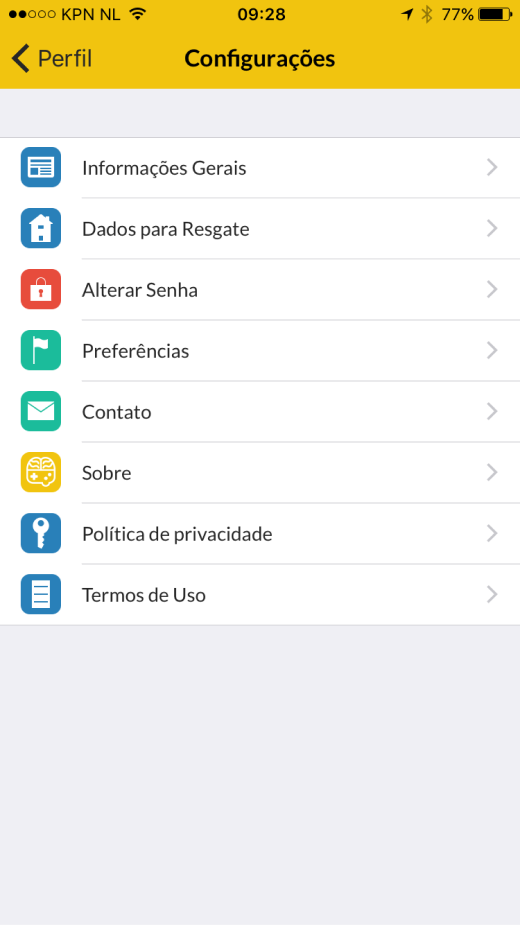 KPN NL 09:28 77%
Perfil Configurações
Informações Gerais
Dados para Resgate
Alterar Senha
Preferências
Contato
Sobre
Política de privacidade
Termos de Uso